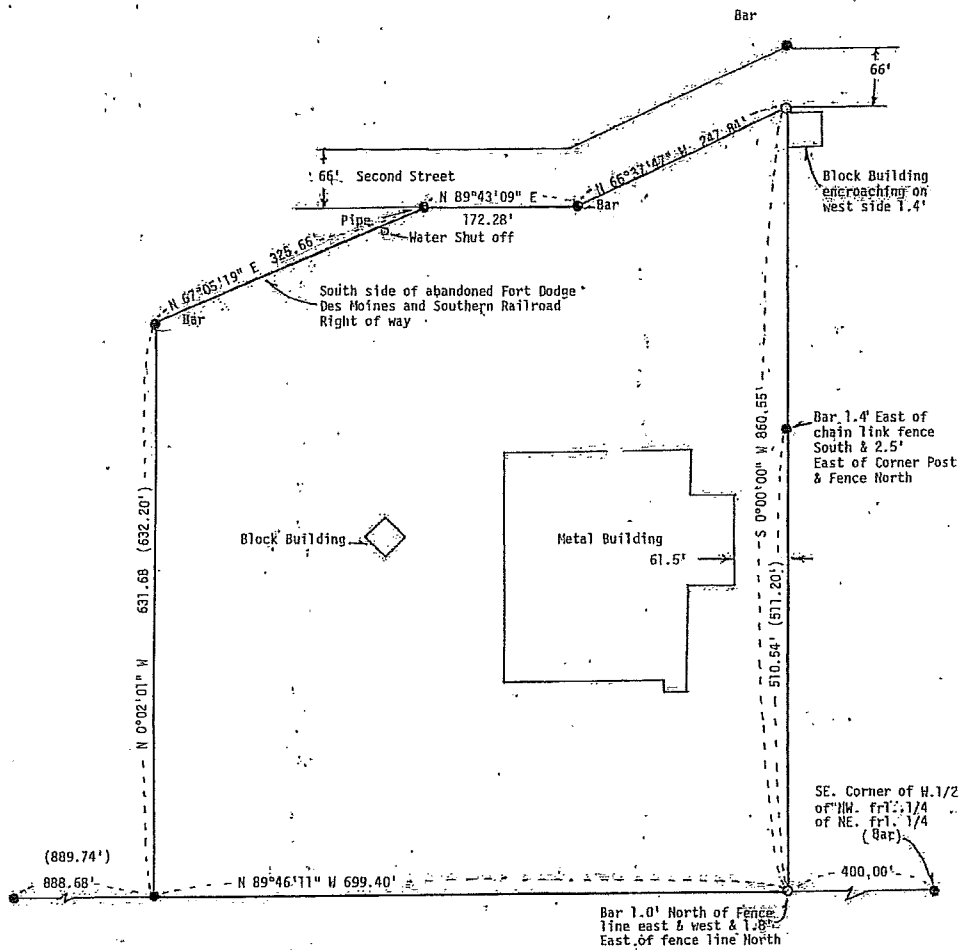 Bar
66'
66' Second Street
N 89°43'09" E
172.28'
N 66°37'47" W 247.84'
Bar
Block Building
encroaching on
west side 1.4'
Pipe
Water Shut off
N 67°05'19" E 325.66'
Bar
South side of abandoned Fort Dodge
Des Moines and Southern Railroad
Right of way
S 0°00'00" W 860.55'
Bar 1.4' East of
chain link fence
South & 2.5'
East of Corner Post
& Fence North
Block Building
Metal Building
61.5'
N 0°02'01" W 631.68 (632.20')
510.54' (511.20')
SE. Corner of W.1/2
of NW. frl. 1/4
of NE. frl. 1/4
(Bar)
(889.74')
888.68'
N 89°46'11" W 699.40'
400.00'
Bar 1.0' North of Fence
line east & west & 1.8'
East of fence line North